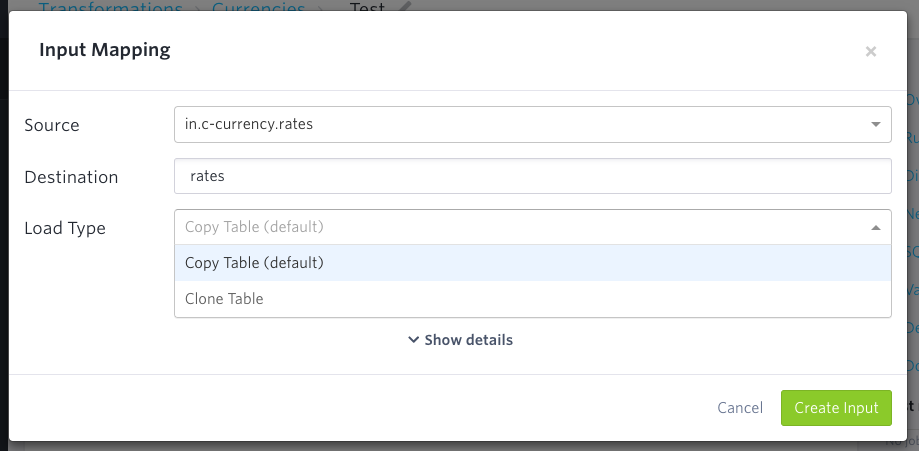 Transformations > Currencies > Test
Input Mapping
×
Source in.c-currency.rates
Destination rates
Load Type Copy Table (default)
Copy Table (default)
Clone Table
Show details
Cancel Create Input